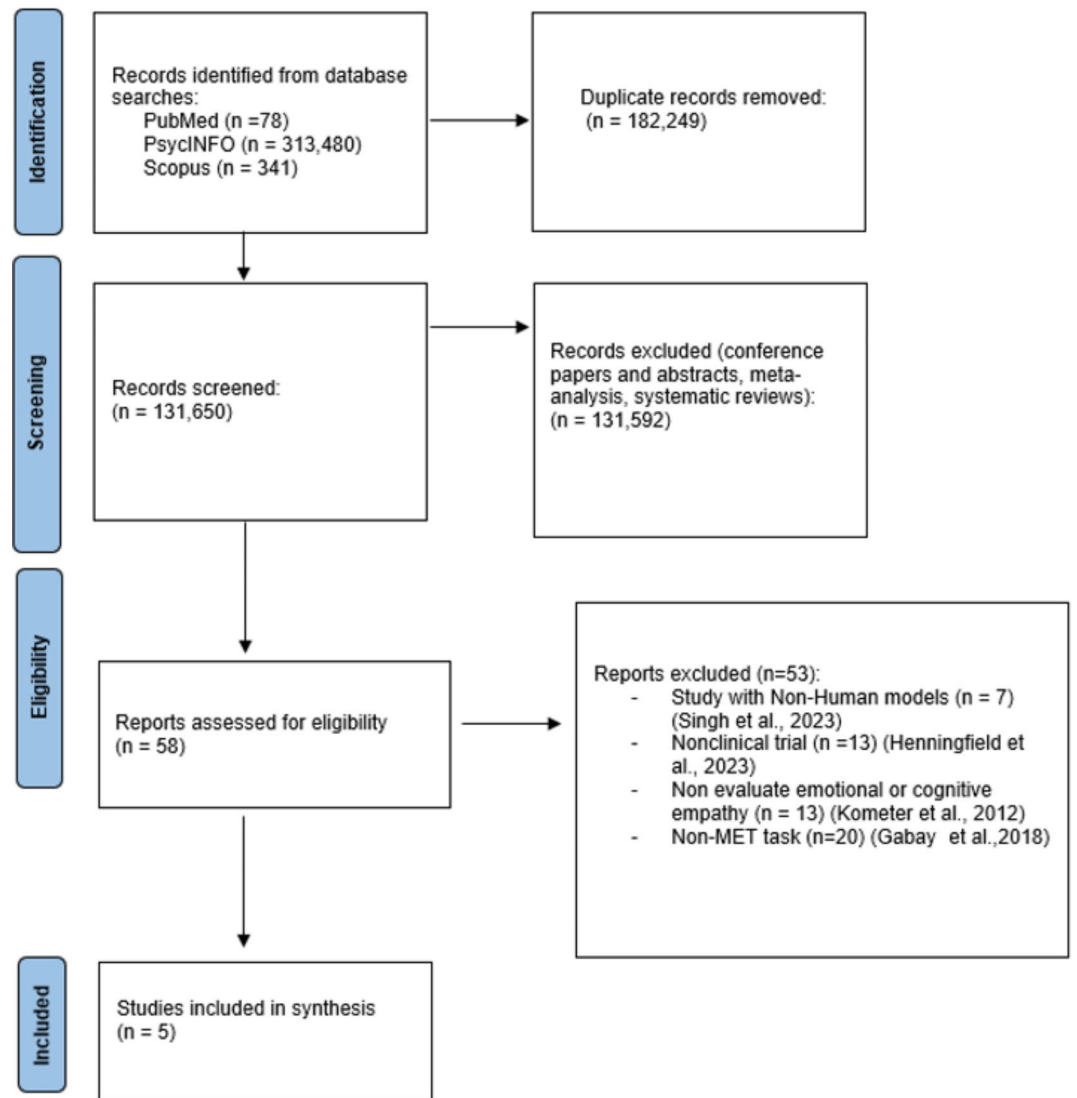 Identification
Records identified from database
searches:
PubMed (n =78)
PsycINFO (n = 313,480)
Scopus (n = 341)
Duplicate records removed:
(n = 182,249)
Screening
Records screened:
(n = 131,650)
Records excluded (conference
papers and abstracts, meta-
analysis, systematic reviews):
(n = 131,592)
Eligibility
Reports assessed for eligibility
(n = 58)
Reports excluded (n=53):
- Study with Non-Human models (n = 7)
(Singh et al., 2023)
- Nonclinical trial (n =13) (Henningfield et
al., 2023)
- Non evaluate emotional or cognitive
empathy (n = 13) (Kometer et al., 2012)
- Non-MET task (n=20) (Gabay et al.,2018)
Included
Studies included in synthesis
(n = 5)